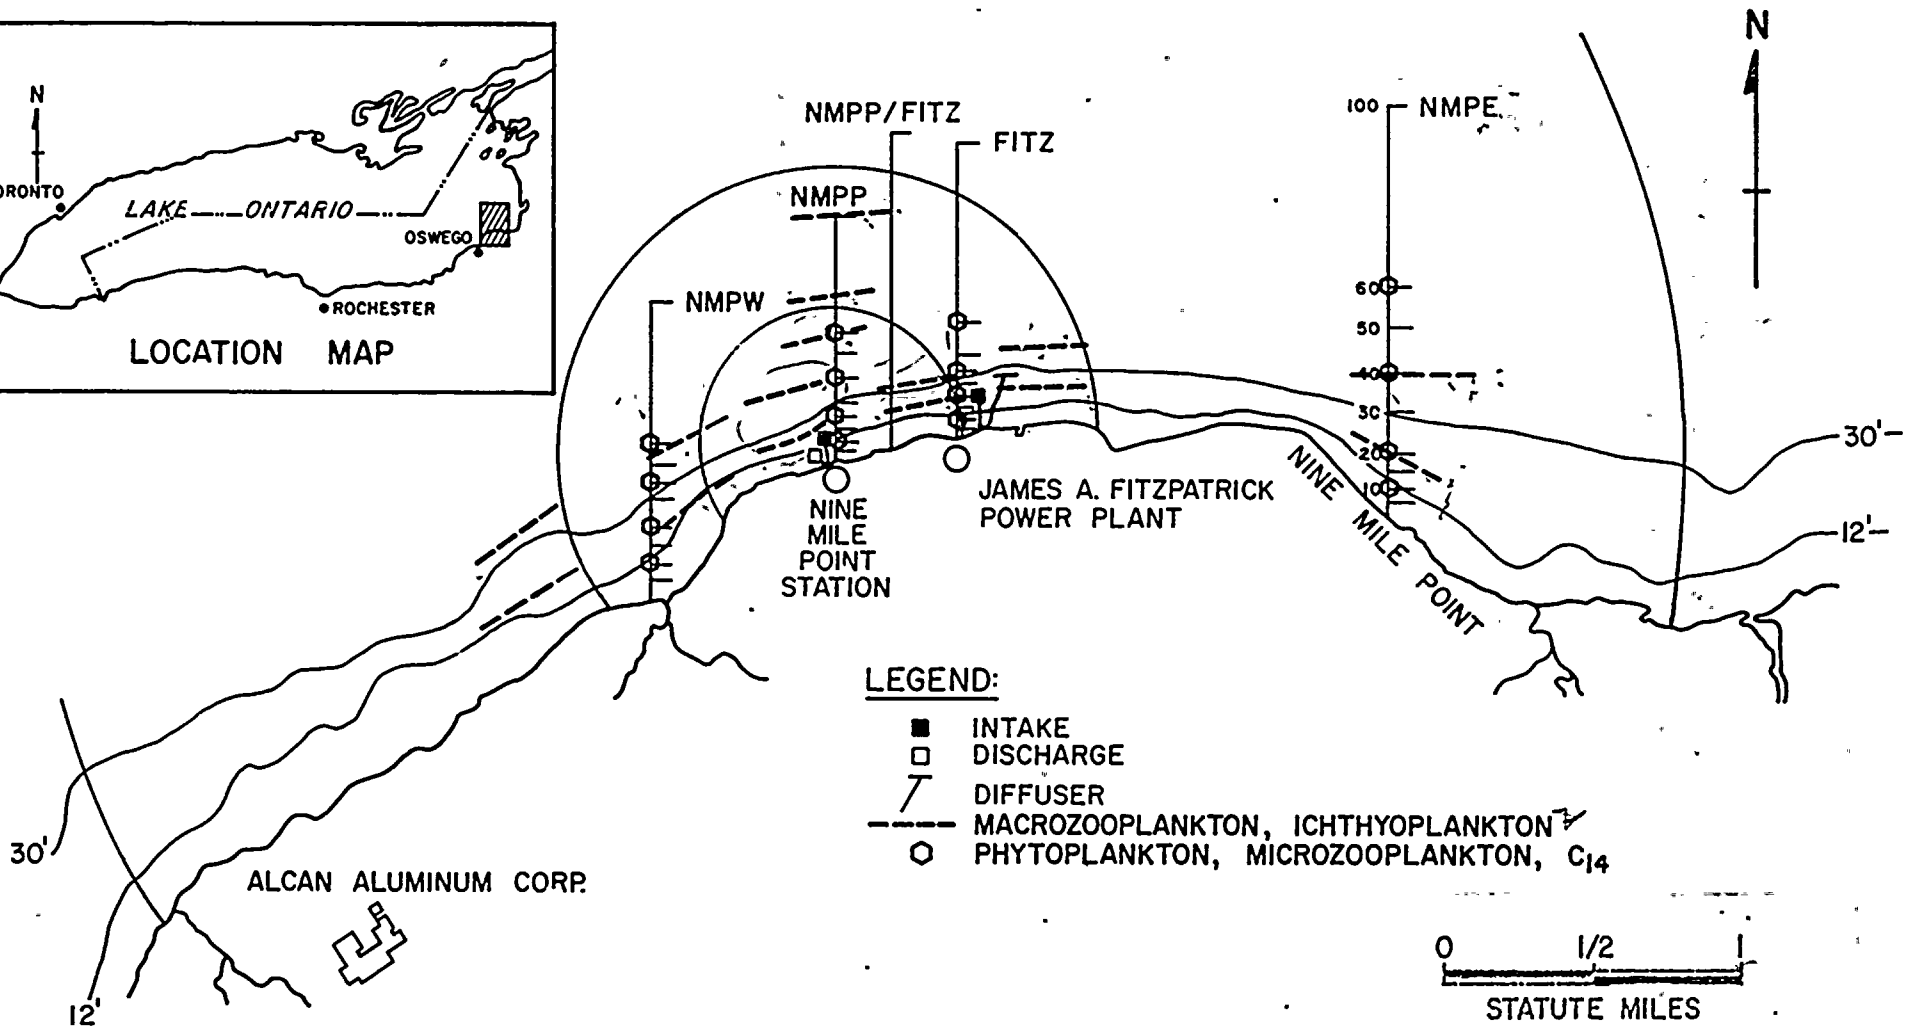 N
ORONTO
LAKE ONTARIO
OSWEGO
ROCHESTER
LOCATION MAP
NMPW
NMPP
NMPP/FITZ
FITZ
100 NMPE
60
50
40
30
20
10
N
NINE
MILE
POINT
STATION
JAMES A. FITZPATRICK
POWER PLANT
NINE MILE POINT
30'
12'
30'
12'
ALCAN ALUMINUM CORP.
LEGEND:
INTAKE
DISCHARGE
DIFFUSER
MACROZOOPLANKTON, ICHTHYOPLANKTON
PHYTOPLANKTON, MICROZOOPLANKTON, C14
0 1/2 1
STATUTE MILES